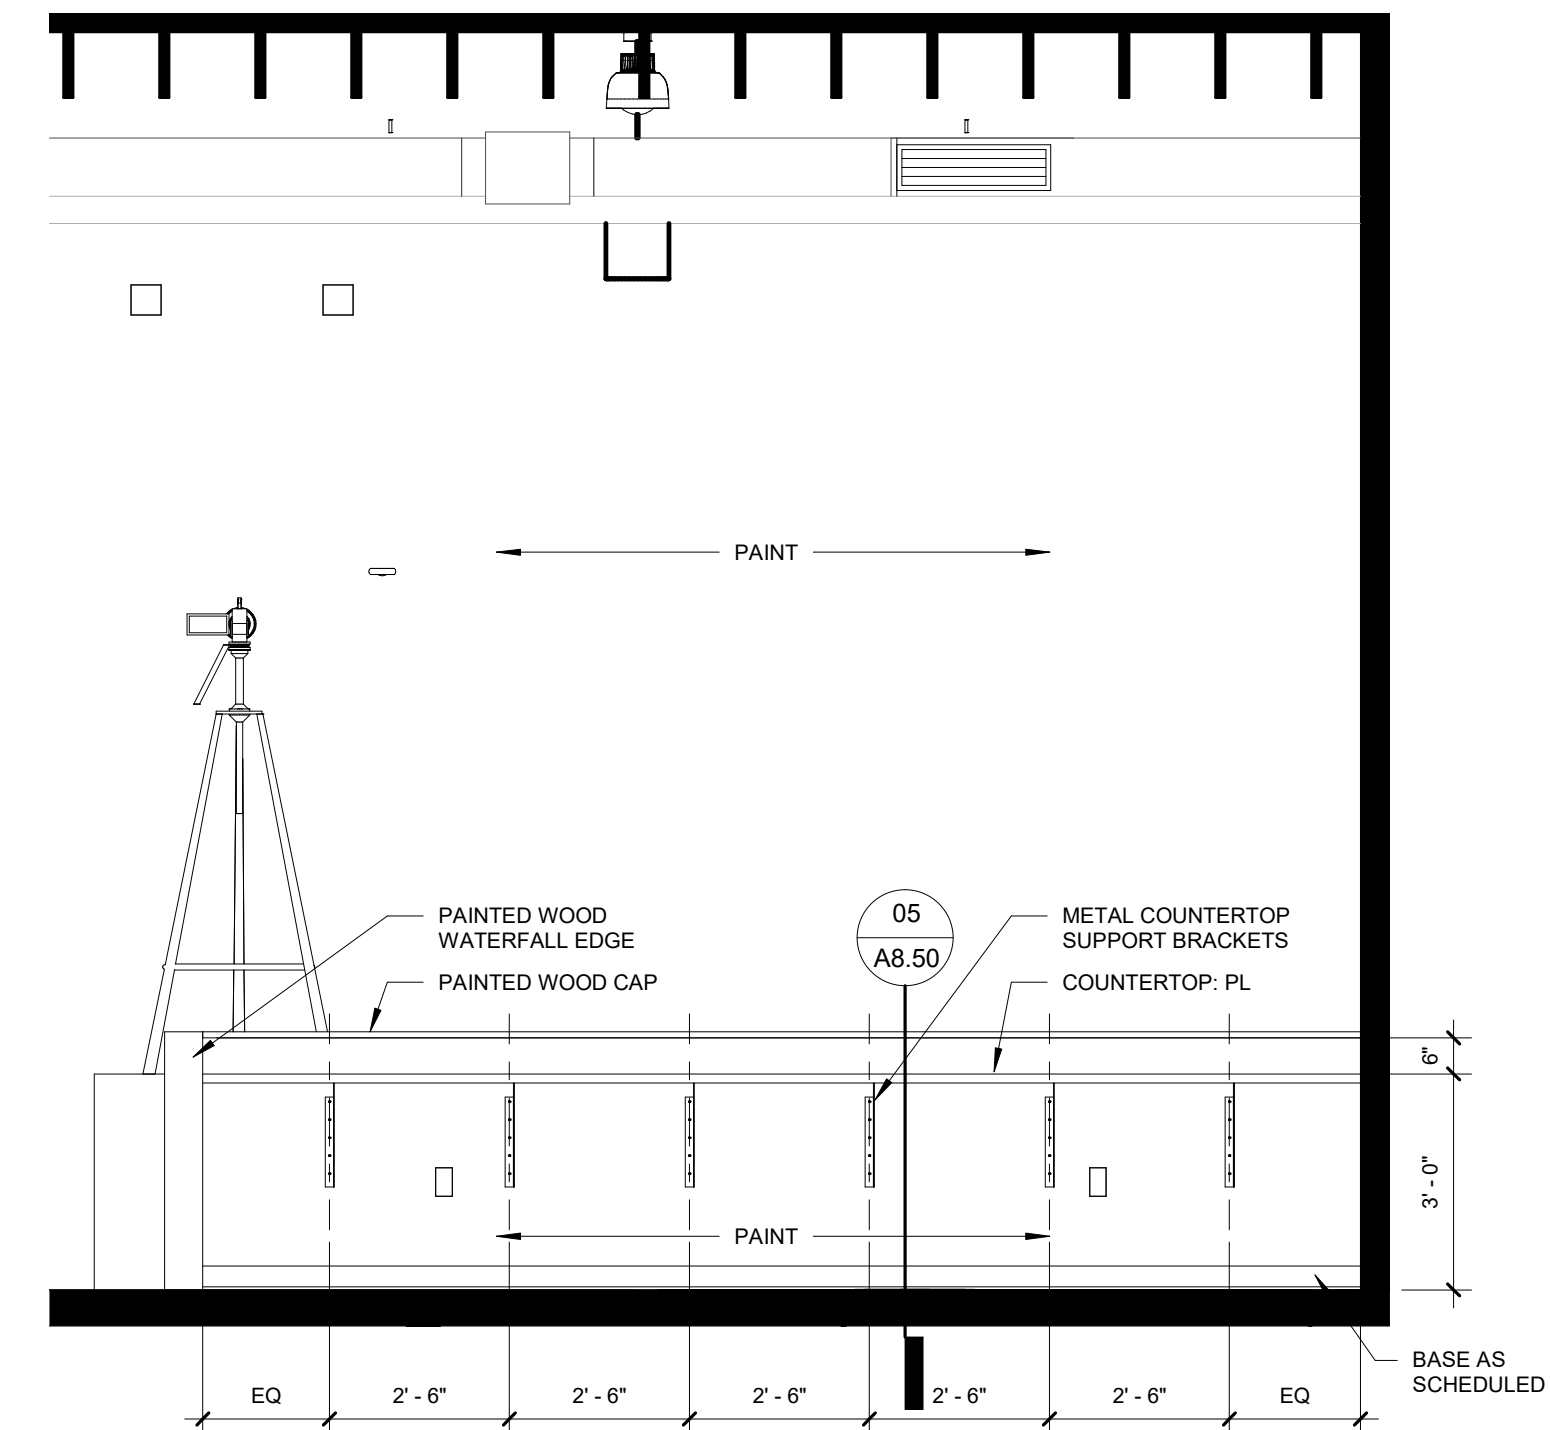 PAINT
PAINTED WOOD
WATERFALL EDGE
PAINTED WOOD CAP
05
A8.50
METAL COUNTERTOP
SUPPORT BRACKETS
COUNTERTOP: PL
6"
3' - 0"
PAINT
BASE AS
SCHEDULED
EQ
2' - 6"
2' - 6"
2' - 6"
2' - 6"
2' - 6"
EQ